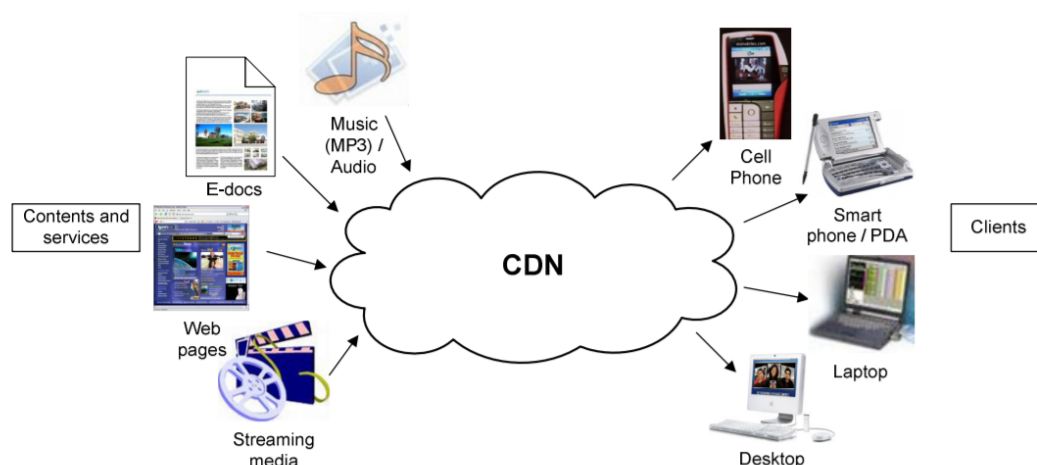 Music
(MP3) /
Audio
E-docs
Contents and
services
Web
pages
Streaming
media
CDN
Cell
Phone
Smart
phone / PDA
Clients
Laptop
Desktop